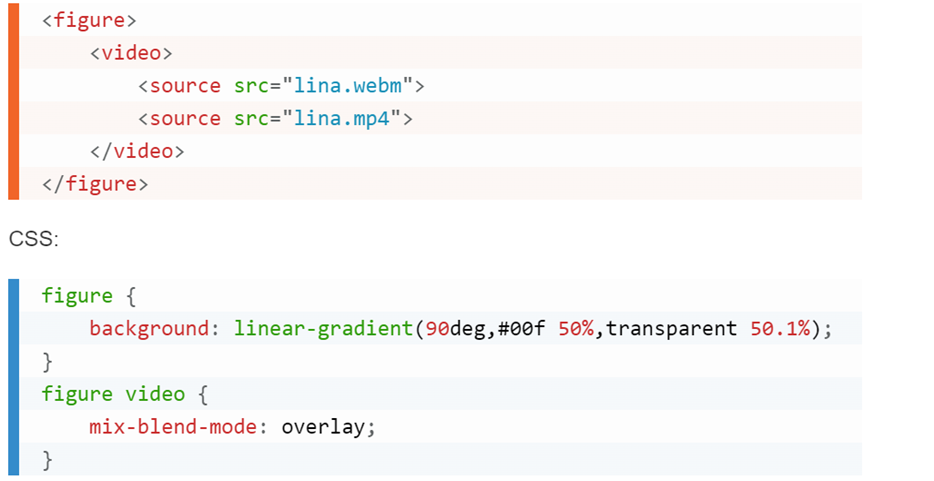 <figure>
    <video>
        <source src="lina.webm">
        <source src="lina.mp4">
    </video>
</figure>
CSS:
figure {
    background: linear-gradient(90deg,#00f 50%,transparent 50.1%);
}
figure video {
    mix-blend-mode: overlay;
}